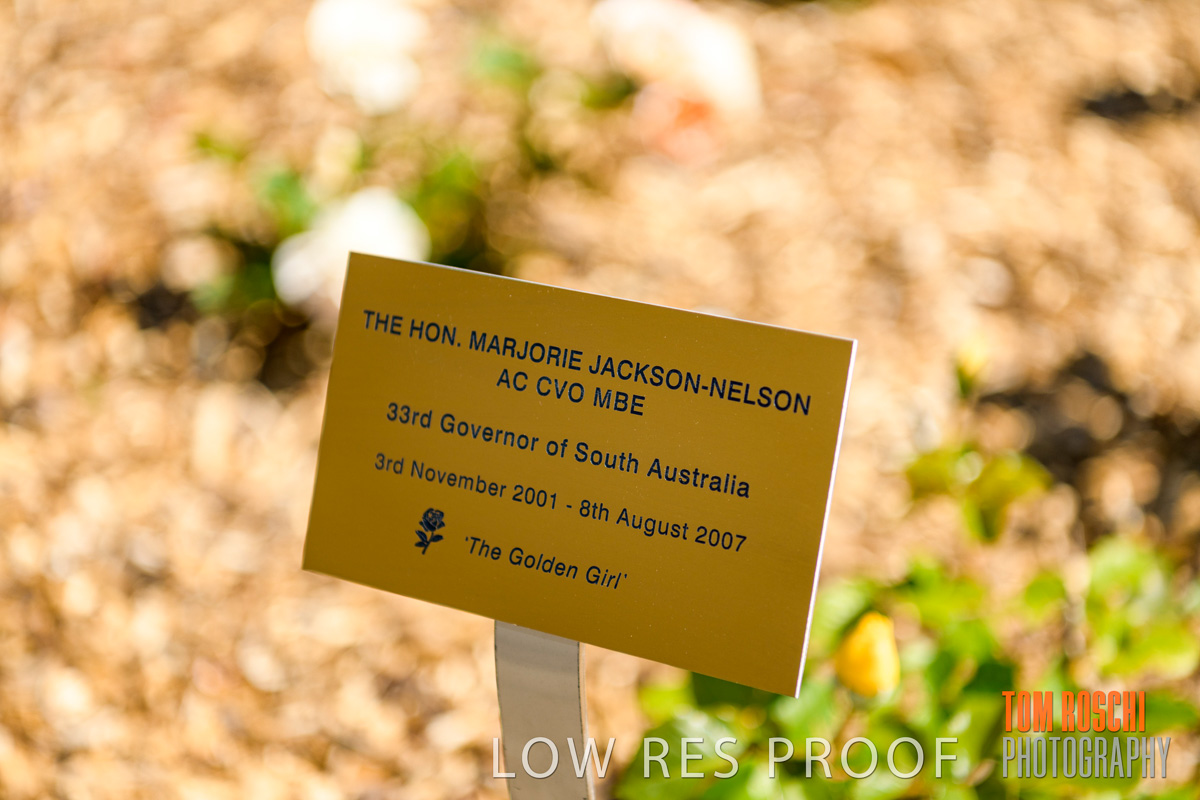 THE HON. MARJORIE JACKSON-NELSON
AC CVO MBE
33rd Governor of South Australia
3rd November 2001 - 8th August 2007
'The Golden Girl'
TOM ROSCHI
PHOTOGRAPHY
LOW RES PROOF